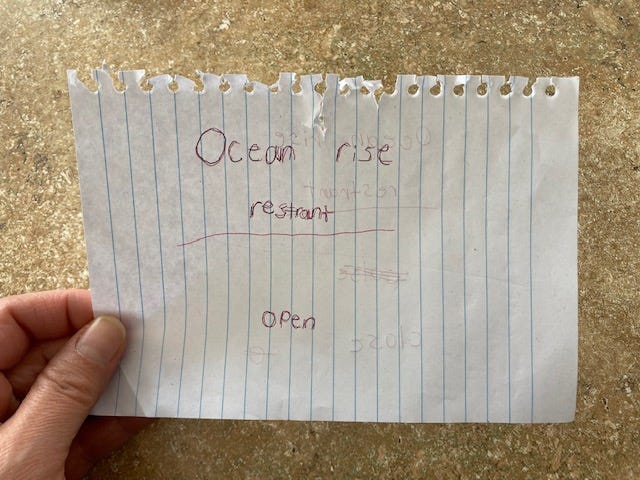 Ocean rise
restrant
open